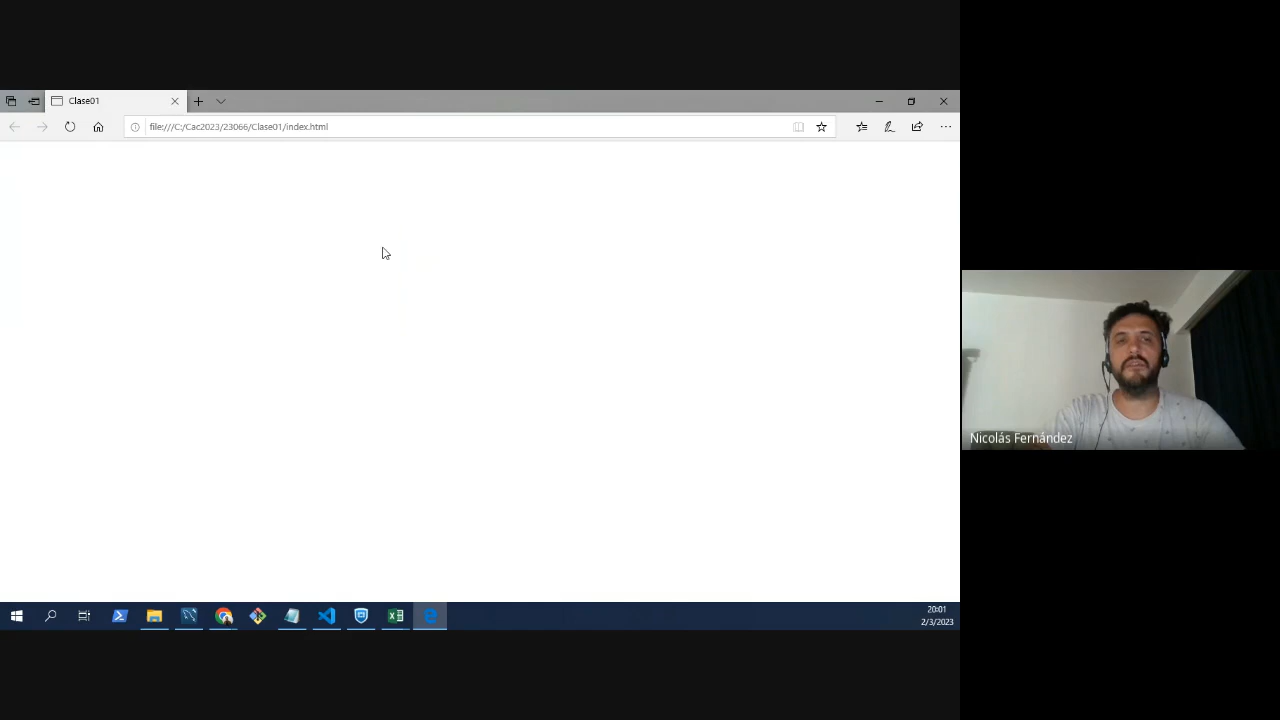 Clase01
file:///C:/Cac2023/23066/Clase01/index.html
Nicolás Fernández
20:01
2/3/2023